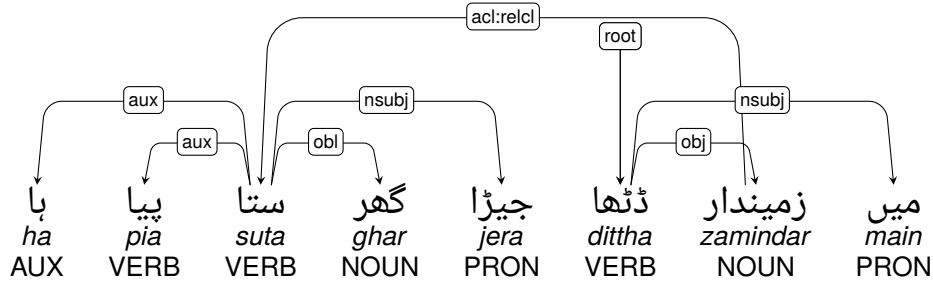 acl:relcl
root
aux nsubj nsubj
aux obl obj
میں زمیندار ڈٹھا جیڑا گھر ستا پیا ہا
ha pia suta ghar jera dittha zamindar main
AUX VERB VERB NOUN PRON VERB NOUN PRON